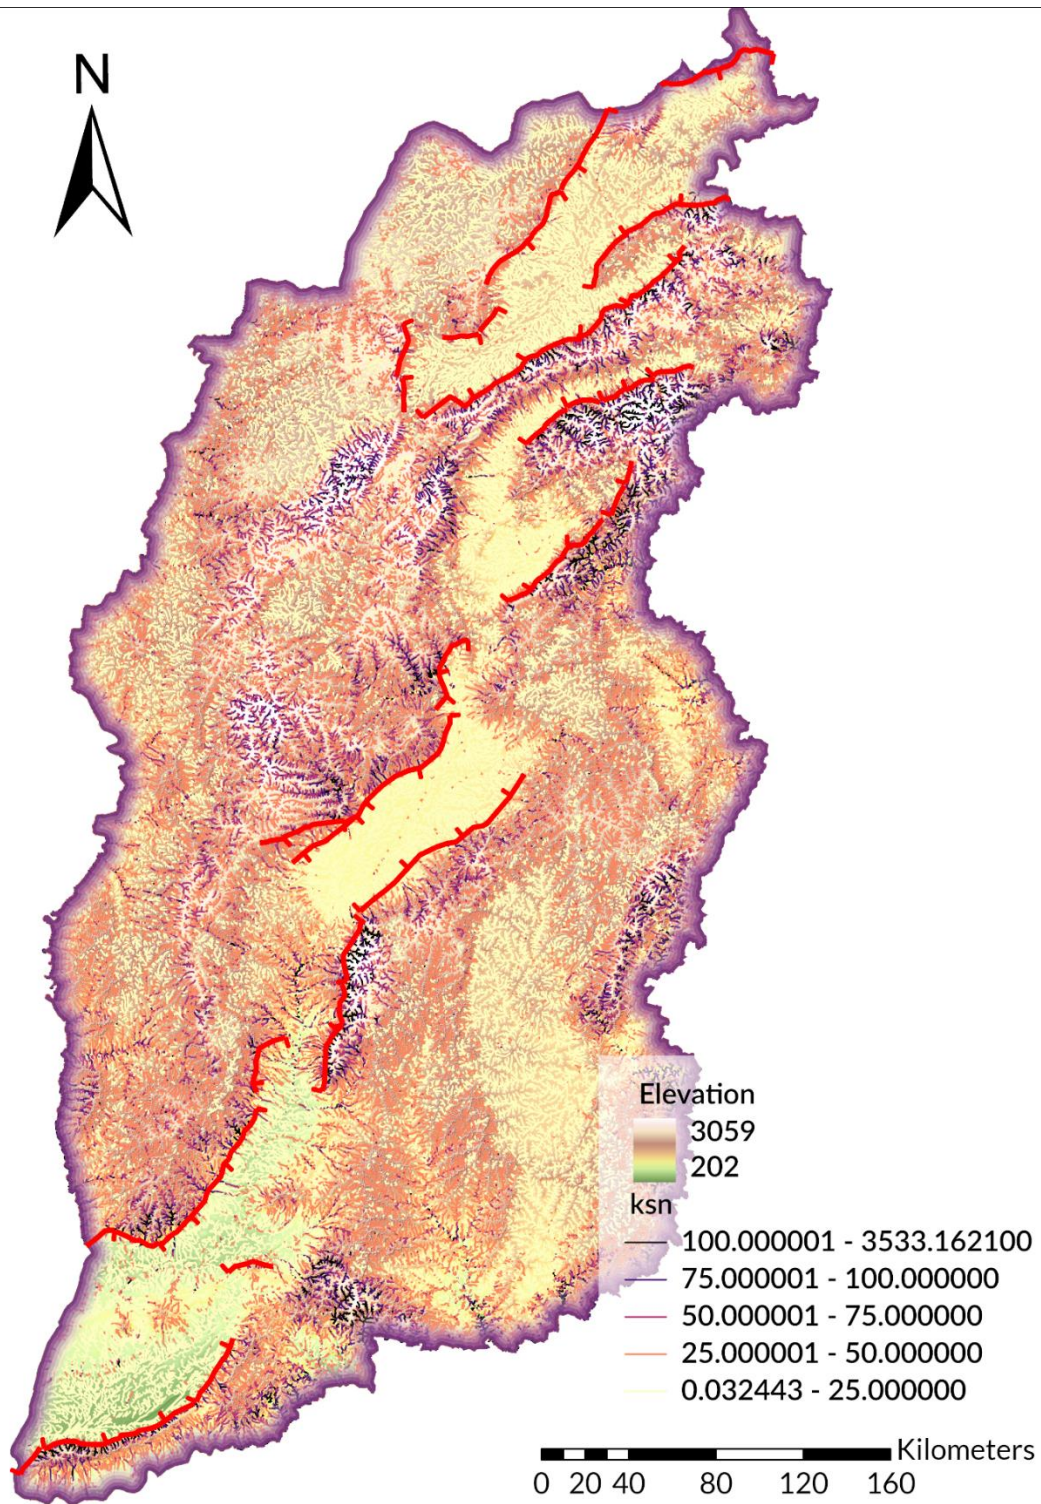 N
Elevation
3059
202
ksn
100.000001 - 3533.162100
75.000001 - 100.000000
50.000001 - 75.000000
25.000001 - 50.000000
0.032443 - 25.000000
Kilometers
0 20 40 80 120 160